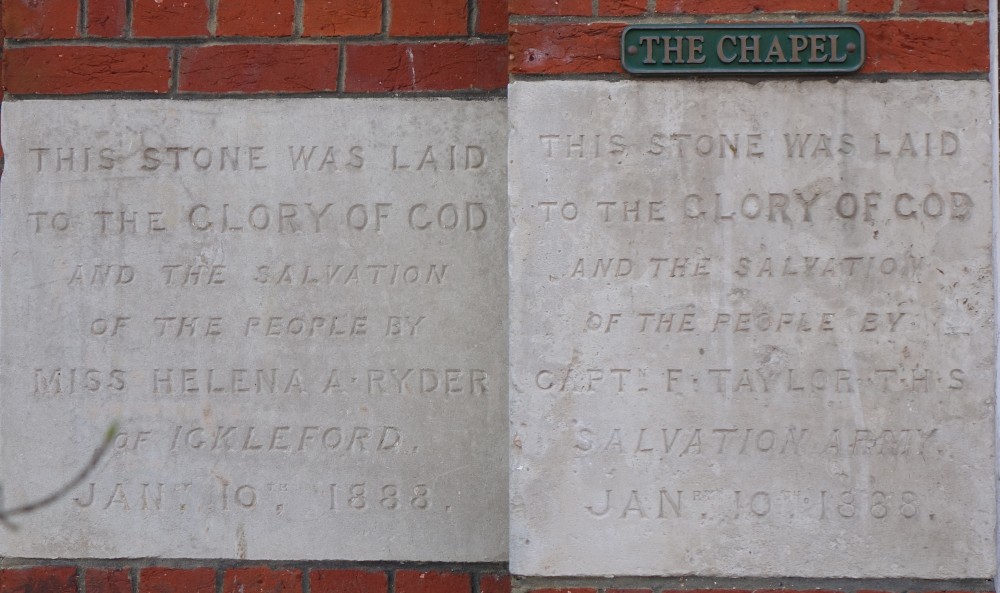 THIS STONE WAS LAID
TO THE GLORY OF GOD
AND THE SALVATION
OF THE PEOPLE BY
MISS HELENA A. RYDER
OF ICKLEFORD.
JANY. 10TH, 1888.
THE CHAPEL
THIS STONE WAS LAID
TO THE GLORY OF GOD
AND THE SALVATION
OF THE PEOPLE BY
CAPTN. F. TAYLOR T.H.S
SALVATION ARMY.
JANRY. 10TH. 1888.